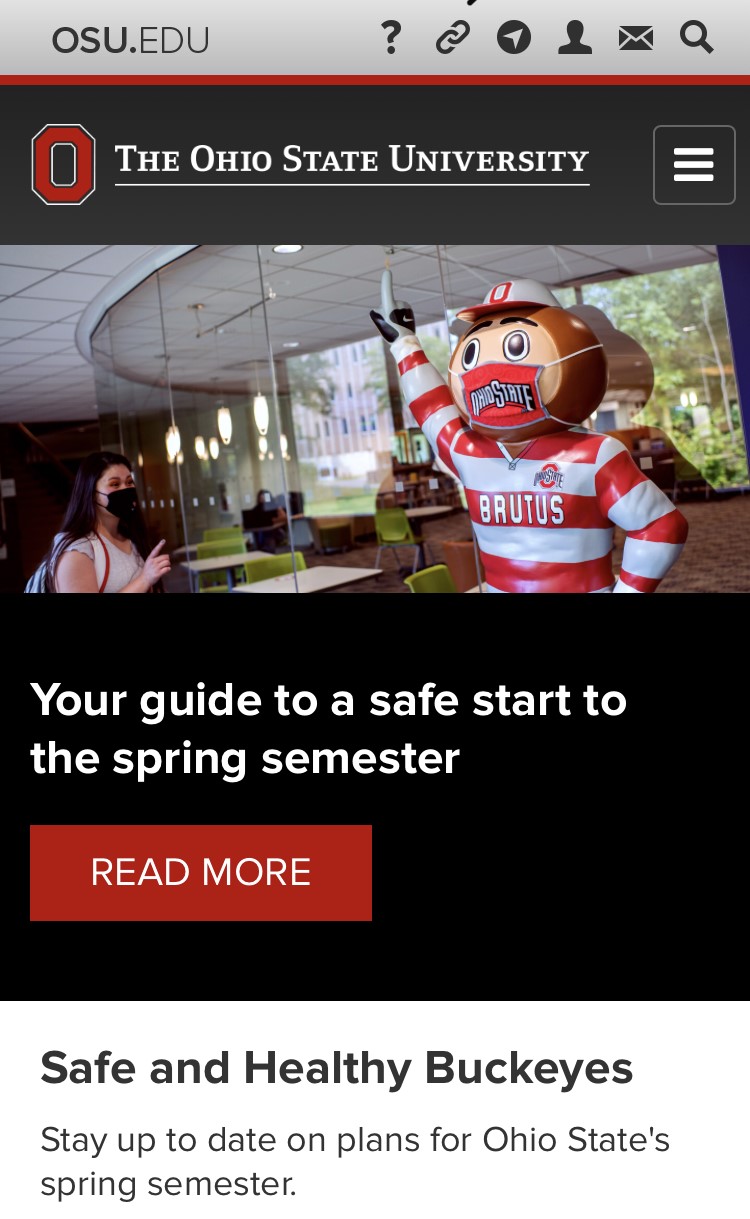 OSU.EDU
?
O
THE OHIO STATE UNIVERSITY
O
OHIO STATE
OHIO STATE
BRUTUS
Your guide to a safe start to
the spring semester
READ MORE
Safe and Healthy Buckeyes
Stay up to date on plans for Ohio State's
spring semester.